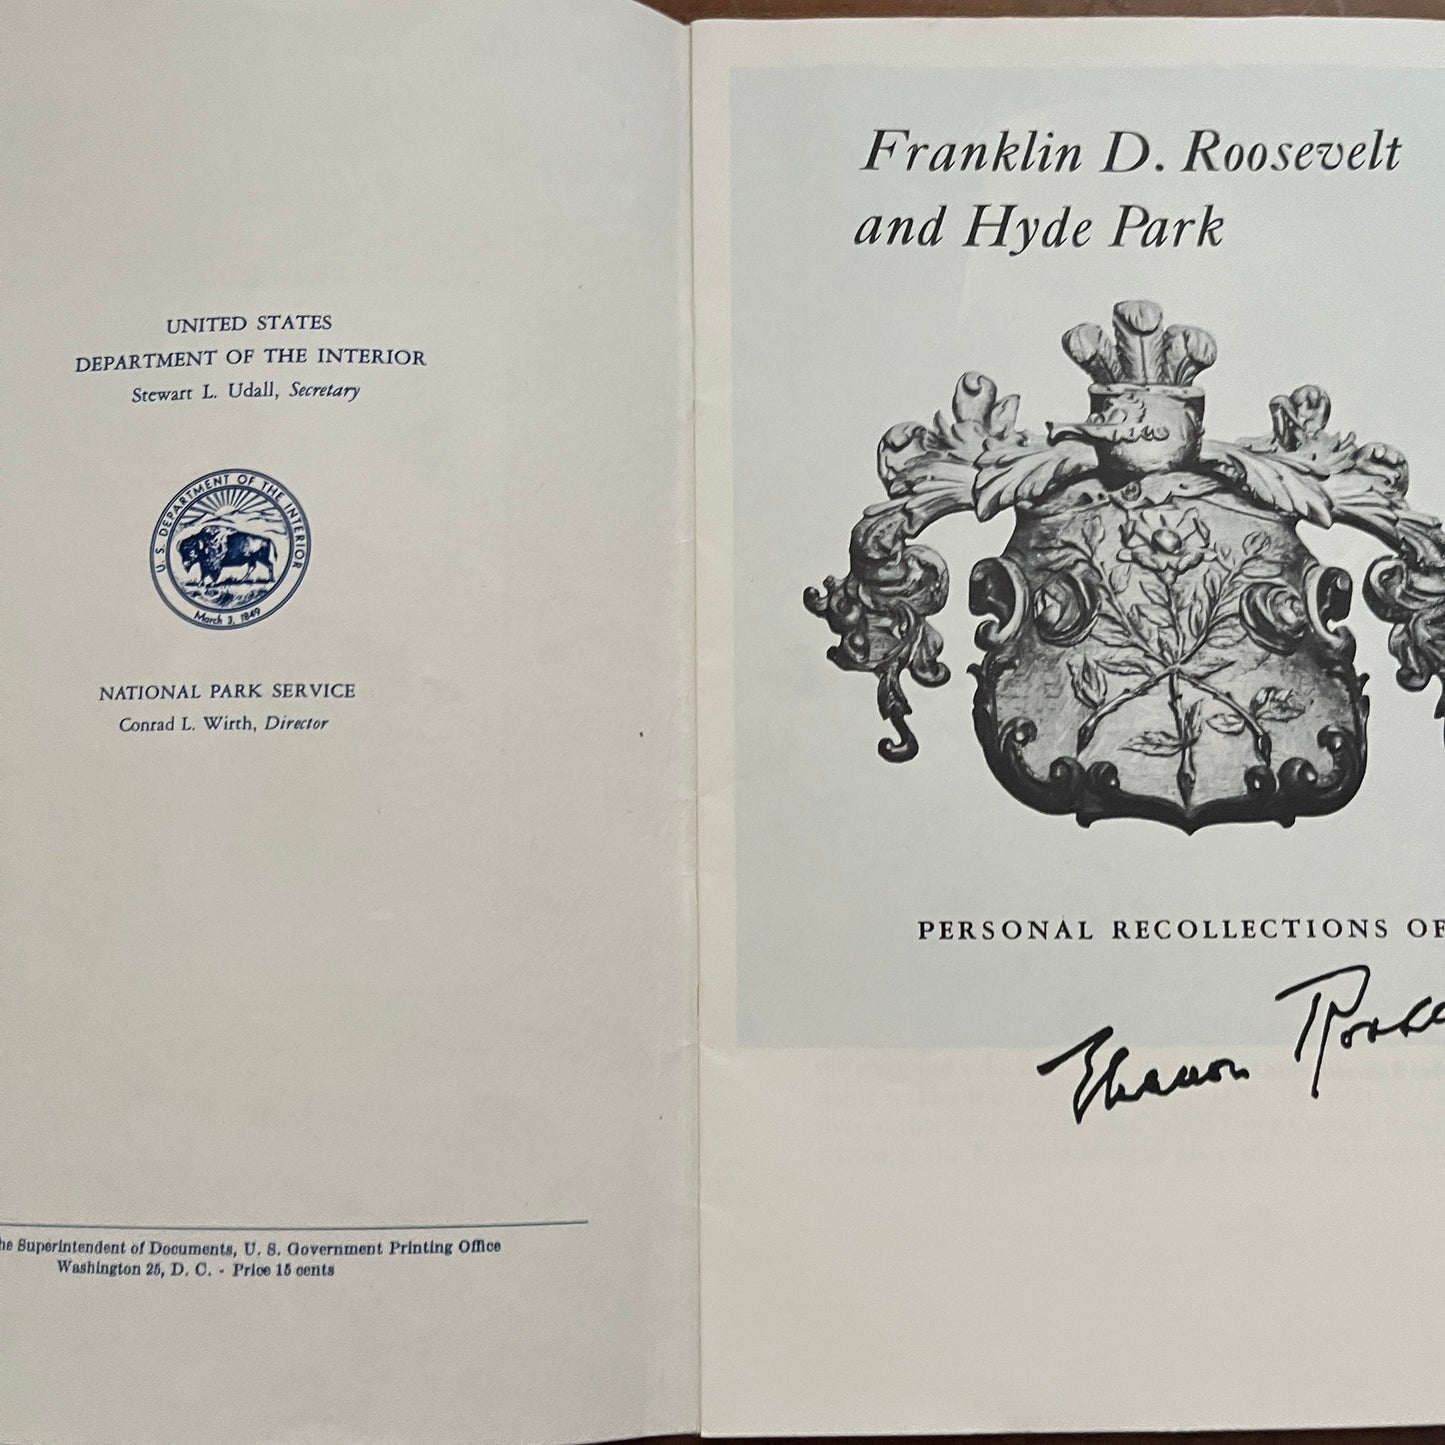 UNITED STATES
DEPARTMENT OF THE INTERIOR
Stewart L. Udall, Secretary
U. S. DEPARTMENT OF THE INTERIOR
March 3, 1849
NATIONAL PARK SERVICE
Conrad L. Wirth, Director
he Superintendent of Documents, U. S. Government Printing Office
Washington 25, D. C. - Price 15 cents
Franklin D. Roosevelt
and Hyde Park
PERSONAL RECOLLECTIONS OF
Eleanor Roosevel